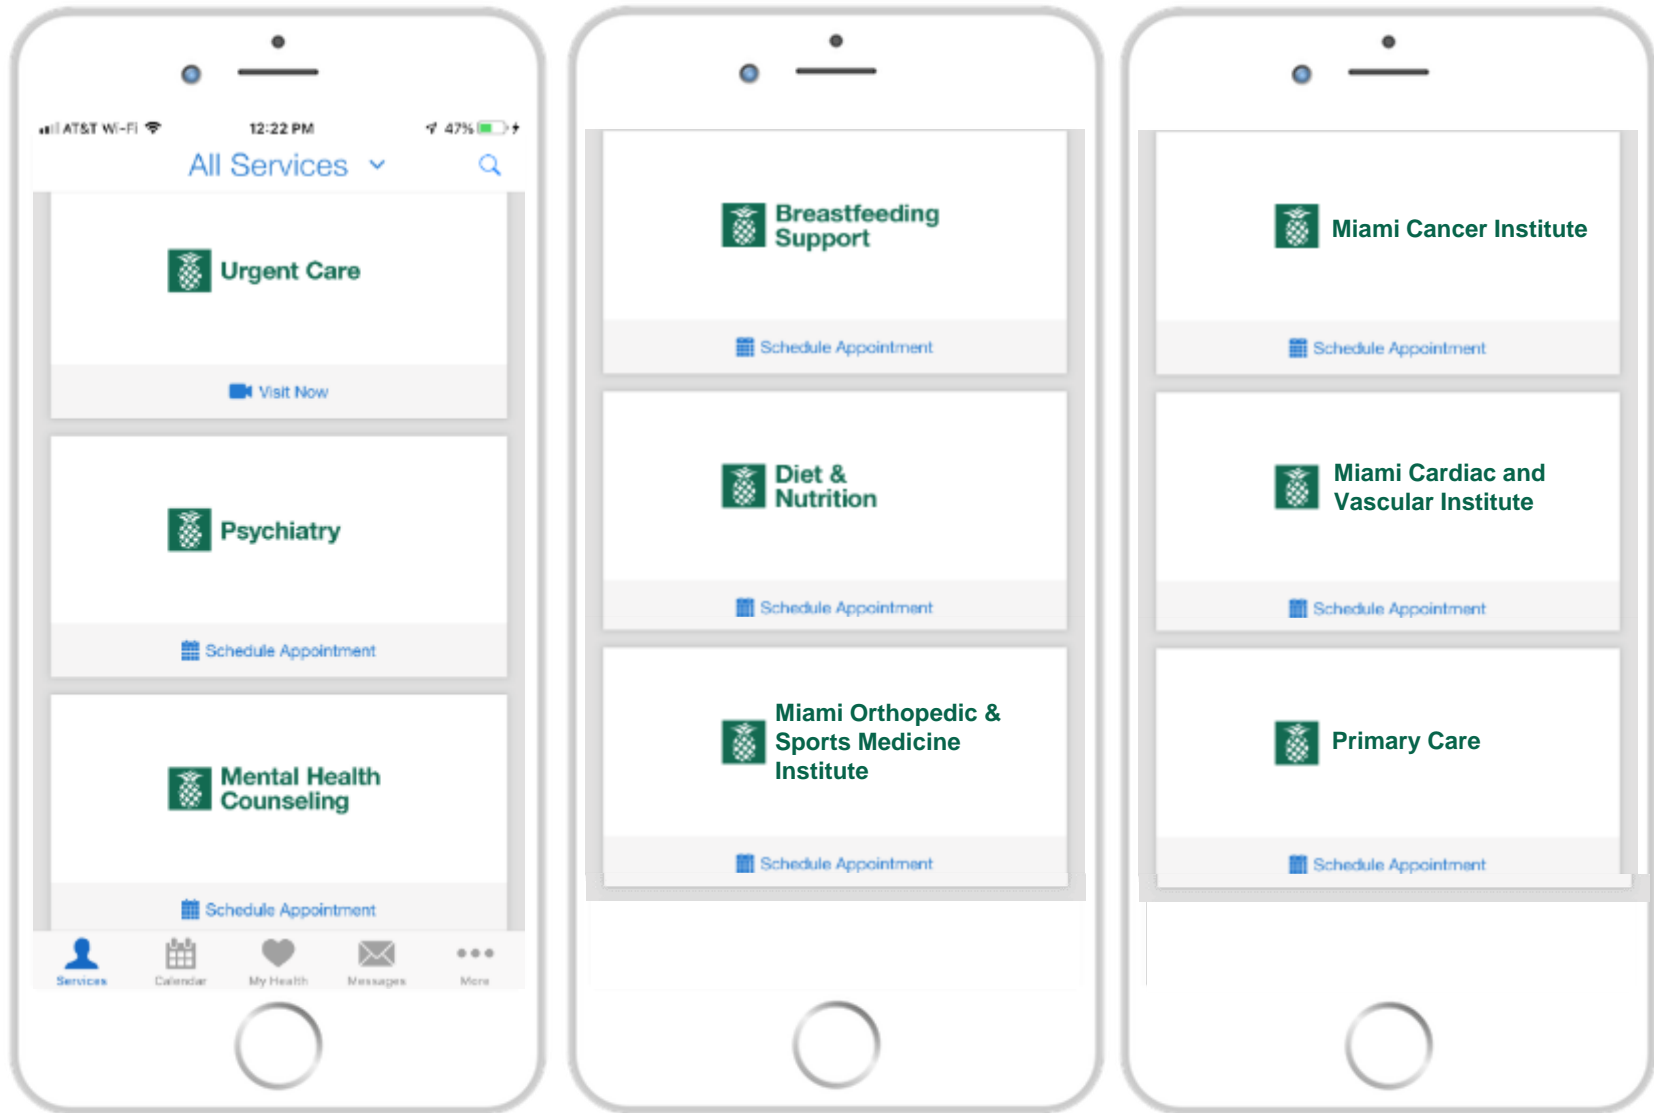 AT&T Wi-Fi 12:22 PM 47%
All Services
Urgent Care
Visit Now
Psychiatry
Schedule Appointment
Mental Health
Counseling
Schedule Appointment
Services Calendar My Health Messages More
Breastfeeding
Support
Schedule Appointment
Diet &
Nutrition
Schedule Appointment
Miami Orthopedic &
Sports Medicine
Institute
Schedule Appointment
Miami Cancer Institute
Schedule Appointment
Miami Cardiac and
Vascular Institute
Schedule Appointment
Primary Care
Schedule Appointment